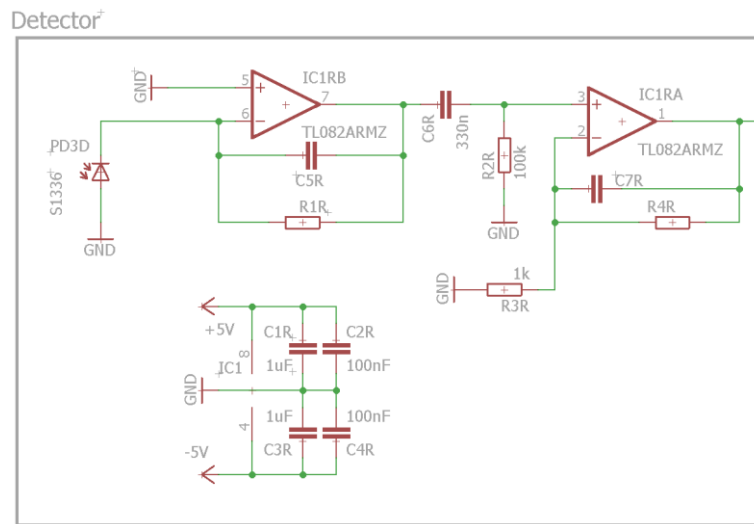 Detector
GND
5
6
7
IC1RB
TL082ARMZ
C5R
R1R
PD3D
S1336
GND
C6R
330n
R2R
100k
GND
3
2
1
IC1RA
TL082ARMZ
C7R
R4R
1k
R3R
GND
+5V
IC1
8
4
C1R
1uF
C2R
100nF
GND
1uF
C3R
100nF
C4R
-5V